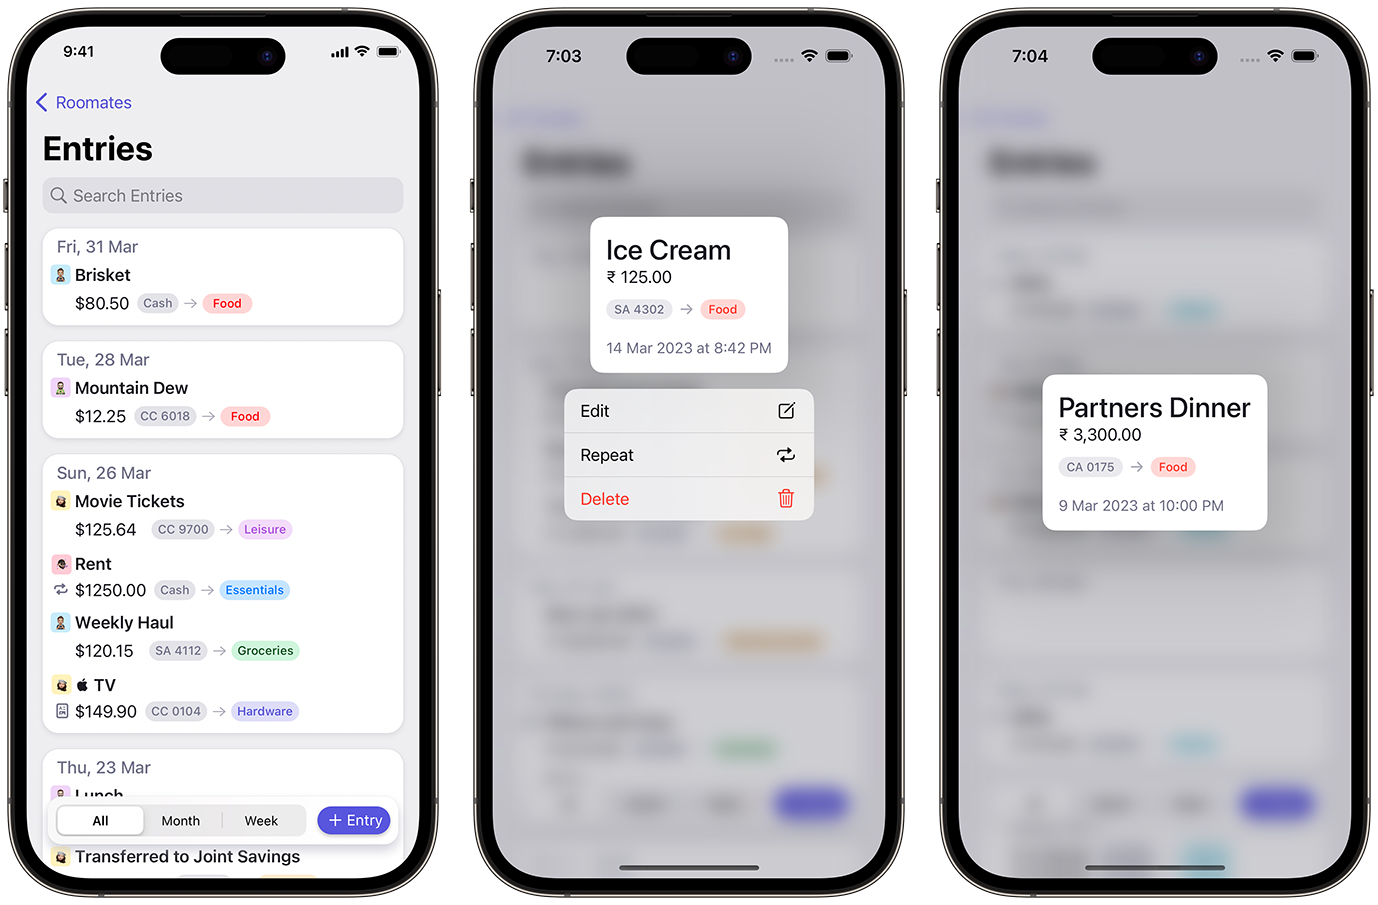 9:41
Roomates
Entries
Search Entries
Fri, 31 Mar
Brisket
$80.50 Cash → Food
Tue, 28 Mar
Mountain Dew
$12.25 CC 6018 → Food
Sun, 26 Mar
Movie Tickets
$125.64 CC 9700 → Leisure
Rent
$1250.00 Cash → Essentials
Weekly Haul
$120.15 SA 4112 → Groceries
TV
$149.90 CC 0104 → Hardware
Thu, 23 Mar
Lunch
All Month Week + Entry
Transferred to Joint Savings
7:03
Entries
Ice Cream
₹ 125.00
SA 4302 → Food
14 Mar 2023 at 8:42 PM
Edit
Repeat
Delete
7:04
Entries
Partners Dinner
₹ 3,300.00
CA 0175 → Food
9 Mar 2023 at 10:00 PM